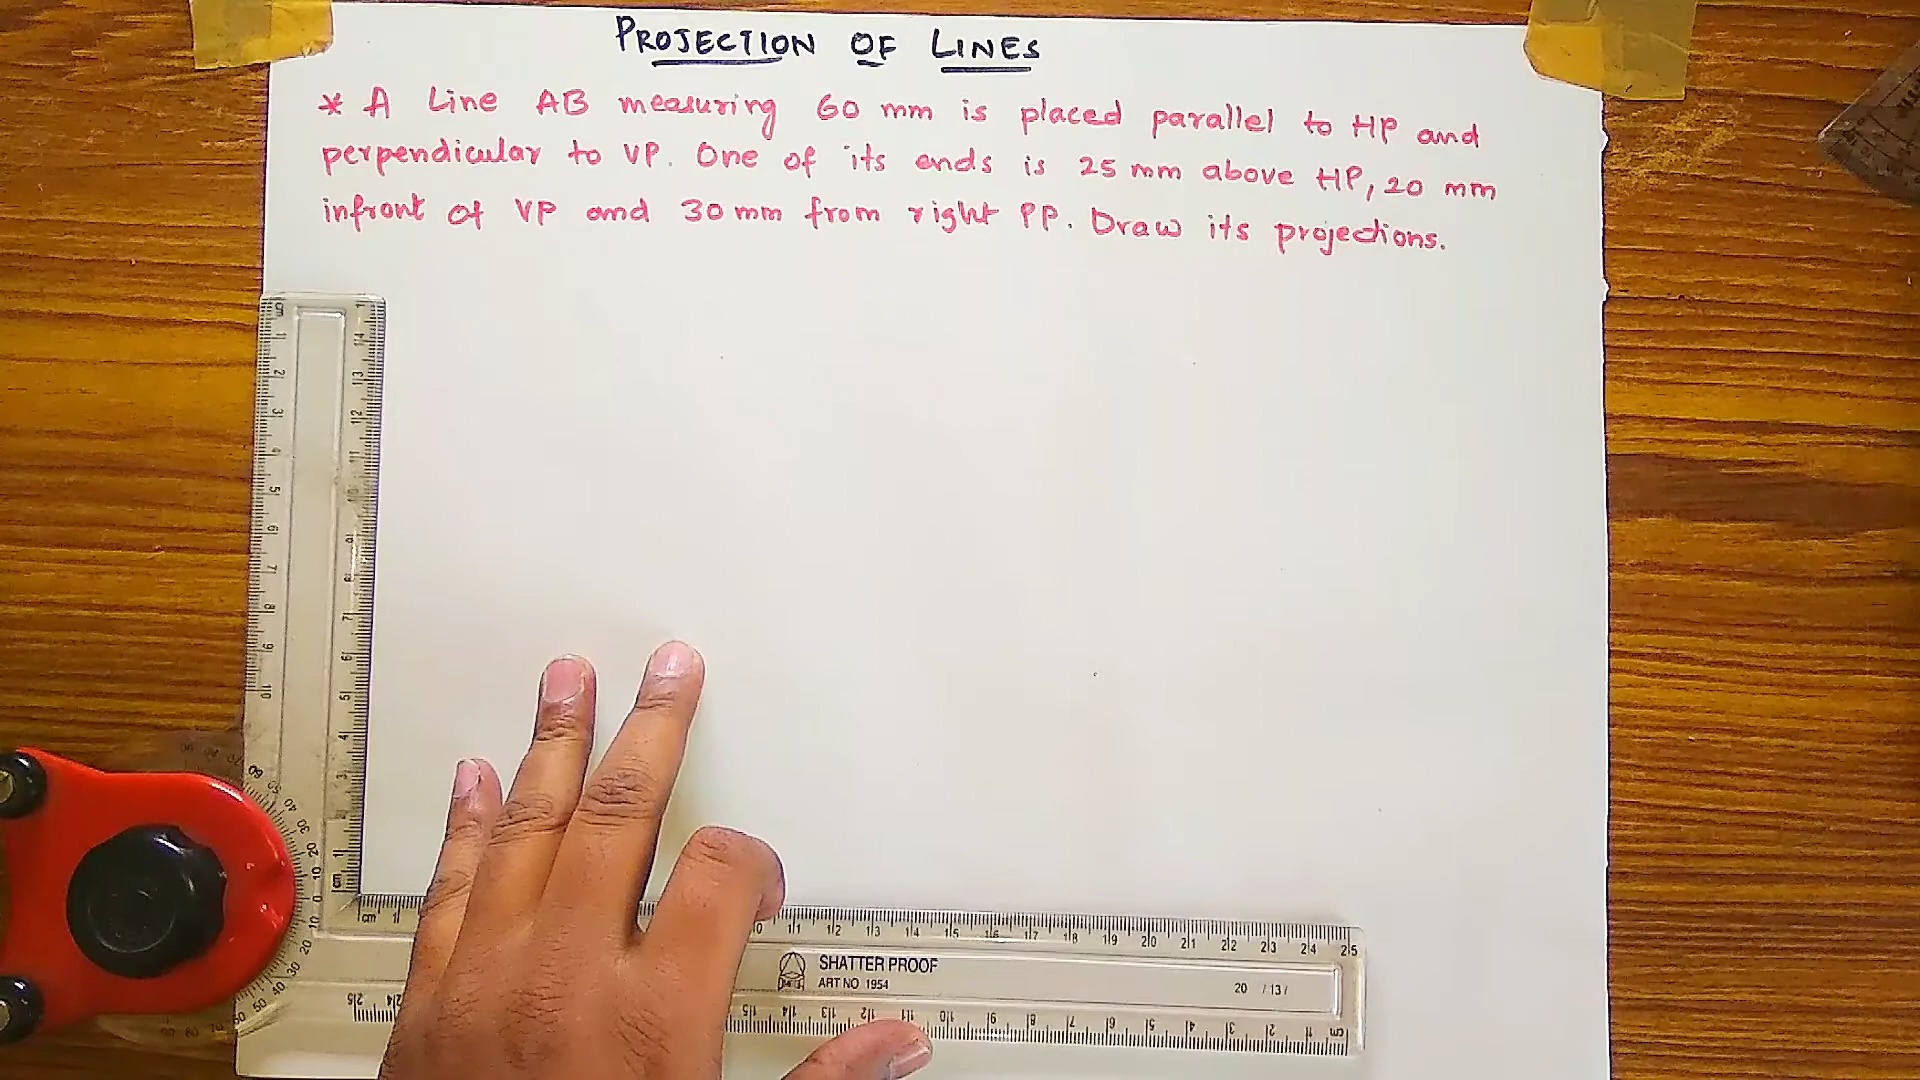 PROJECTION OF LINES
* A Line AB measuring 60 mm is placed parallel to HP and
perpendicular to VP. One of its ends is 25 mm above HP, 20 mm
infront of VP and 30 mm from right PP. Draw its projections.
SHATTER PROOF
ART NO 1954